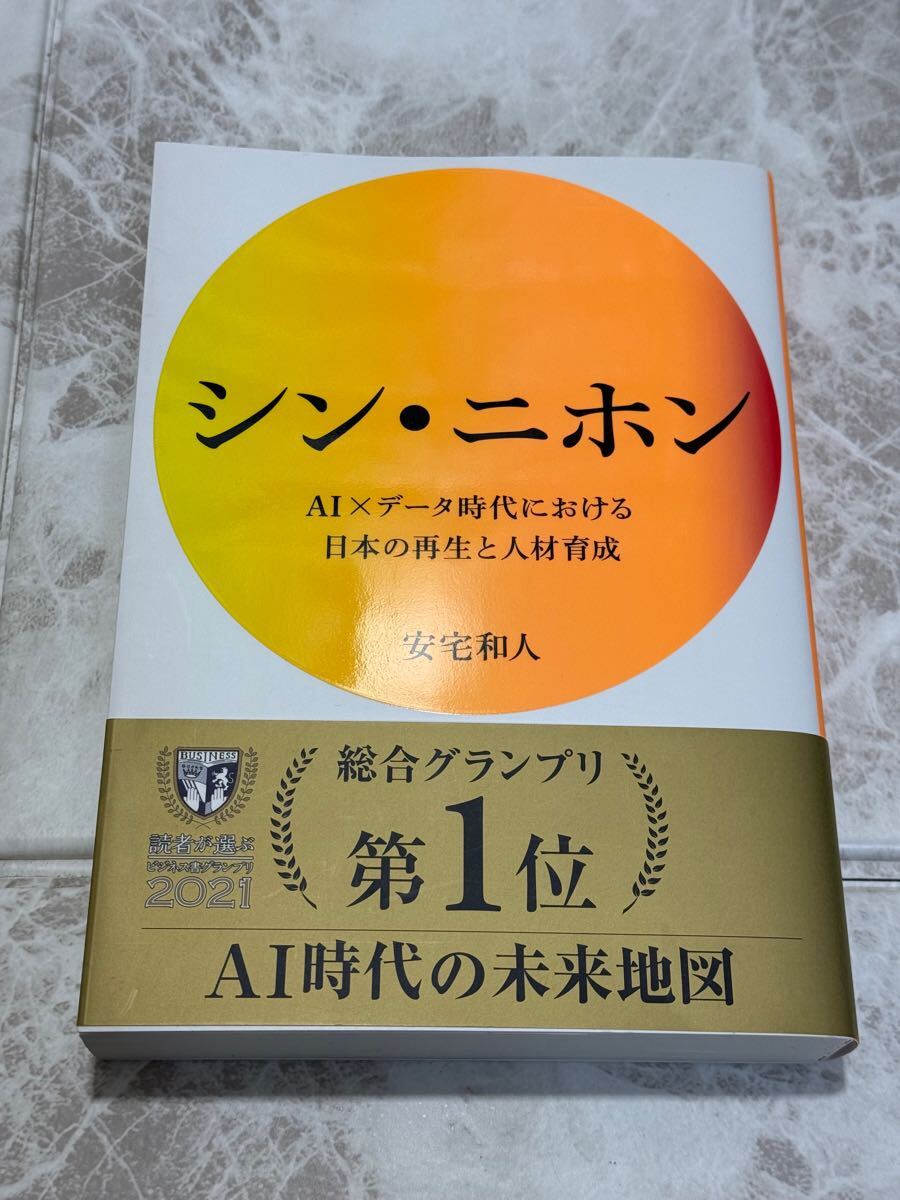 シン・ニホン
AI×データ時代における
日本の再生と人材育成
安宅和人
BUSINESS
読者が選ぶ
ビジネス書グランプリ
2021
総合グランプリ
第1位
AI時代の未来地図